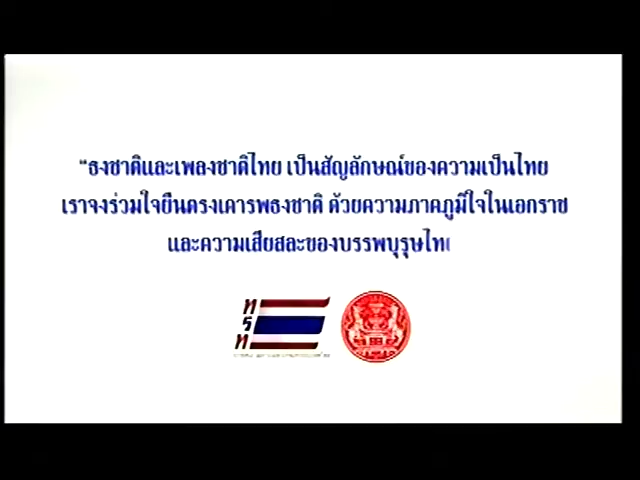 “ธงชาติและเพลงชาติไทย เป็นสัญลักษณ์ของความเป็นไทย
เราจงร่วมใจยืนตรงเคารพธงชาติ ด้วยความภาคภูมิใจในเอกราช
และความเสียสละของบรรพบุรุษไท
ท
ร
ท